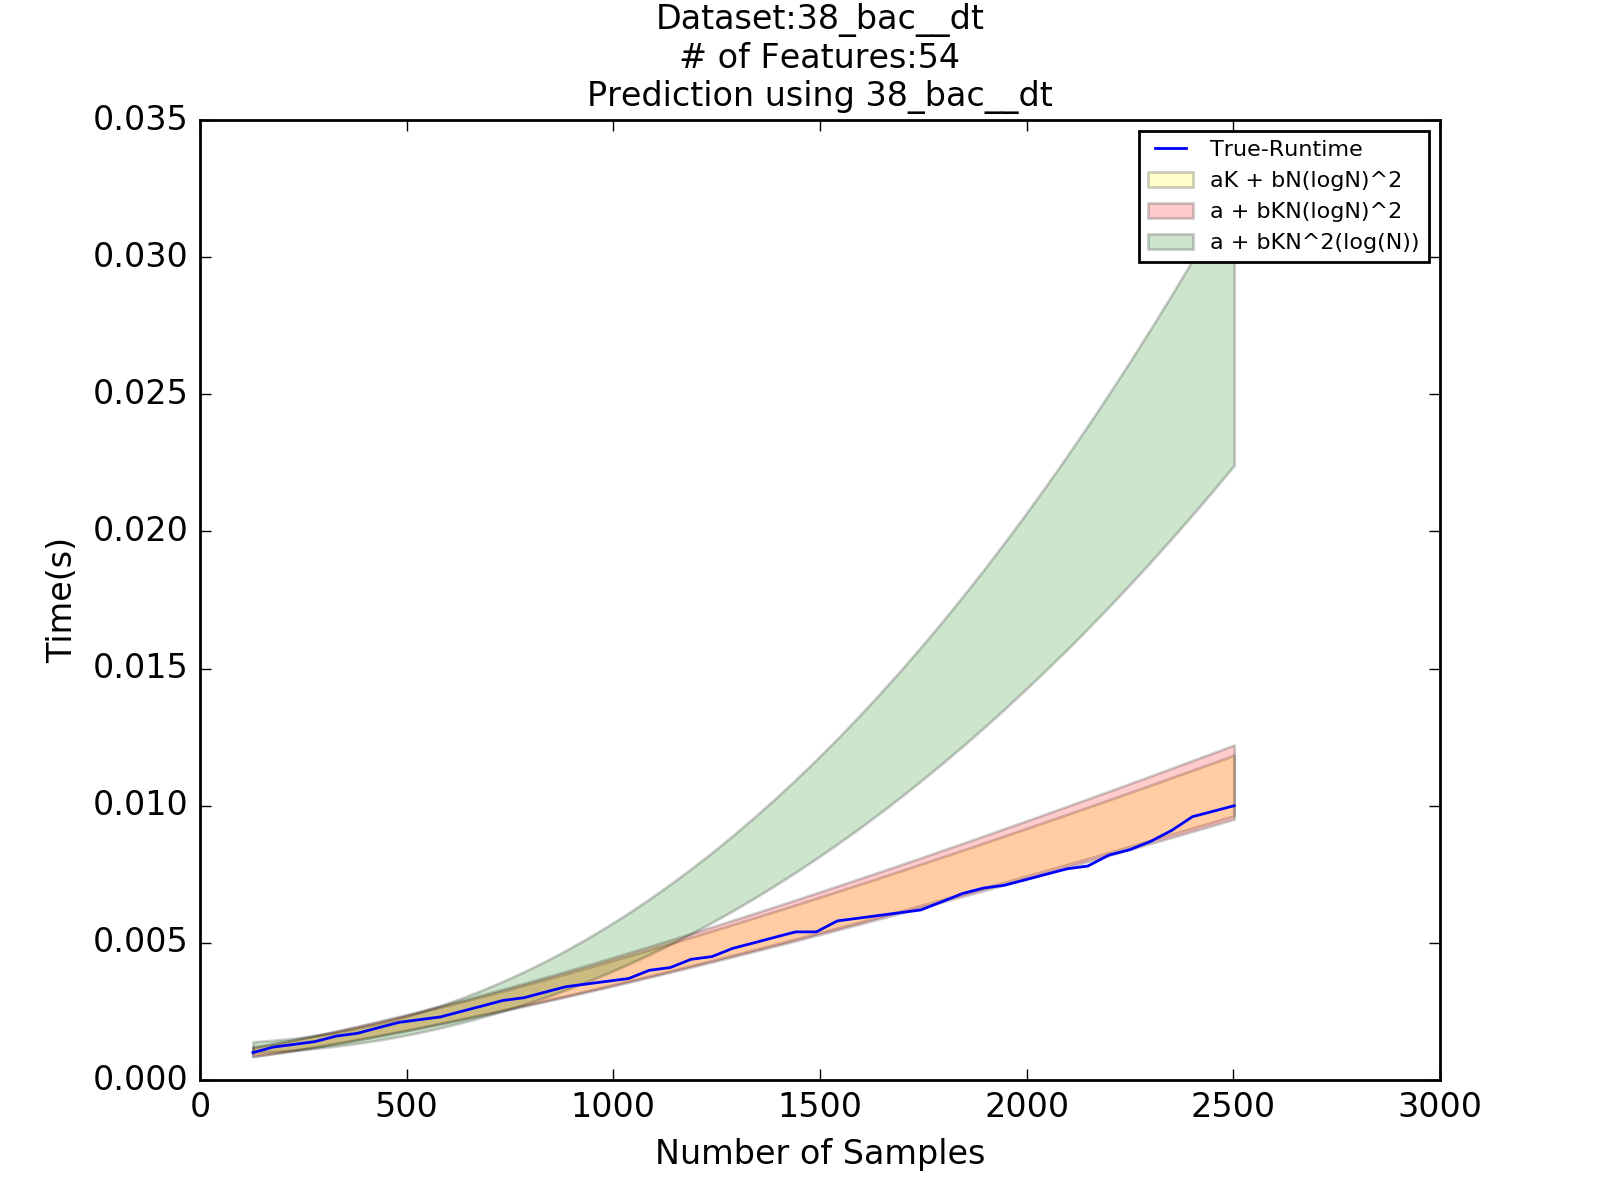 Dataset:38_bac__dt
# of Features:54
Prediction using 38_bac__dt
0.035
0.030
0.025
0.020
0.015
0.010
0.005
0.000
Time(s)
True-Runtime
aK + bN(logN)^2
a + bKN(logN)^2
a + bKN^2(log(N))
0 500 1000 1500 2000 2500 3000
Number of Samples